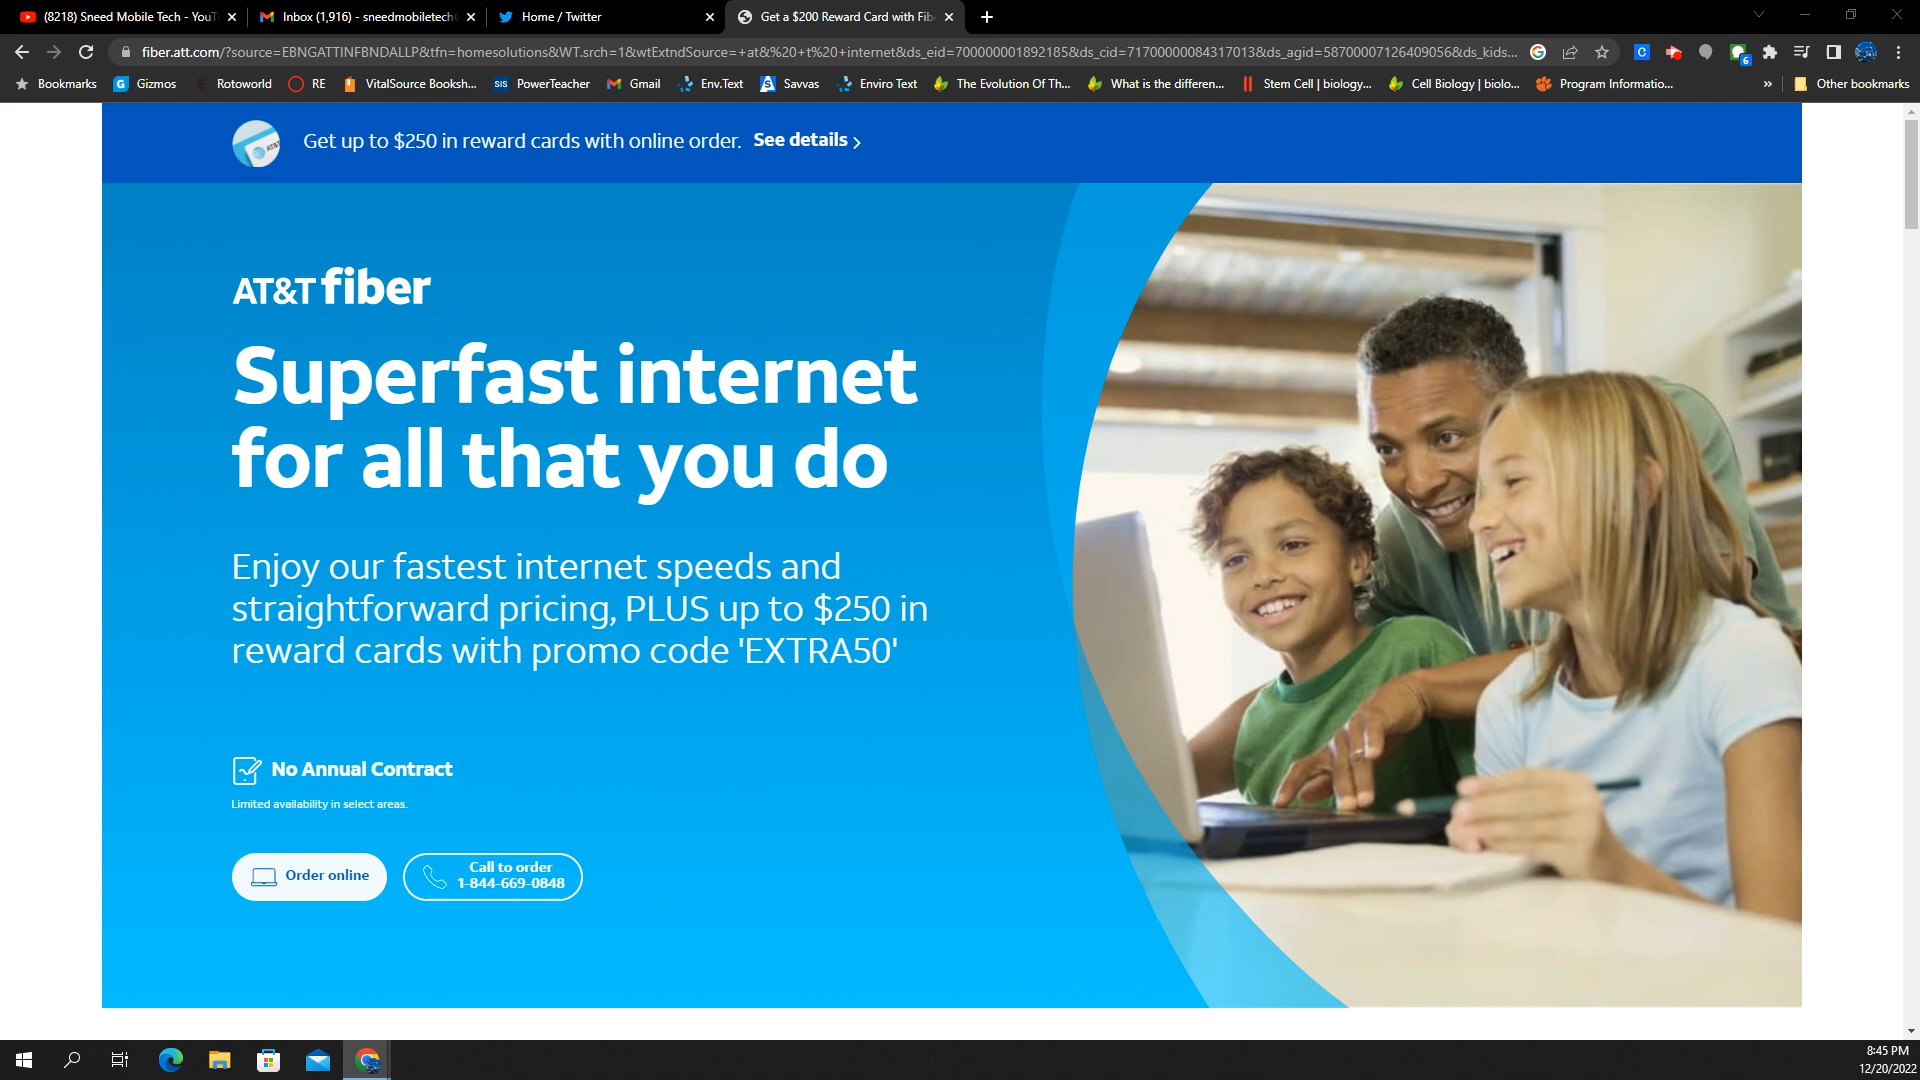 (8218) Sneed Mobile Tech - YouT
Inbox (1,916) - sneedmobiletech
Home / Twitter
Get a $200 Reward Card with Fib
fiber.att.com/?source=EBNGATTINFBNDALLP&tfn=homesolutions&WT.srch=1&wtExtndSource=+at&%20+t%20+internet&ds_eid=700000001892185&ds_cid=71700000084317013&ds_agid=58700007126409056&ds_kids...
Bookmarks
Gizmos
Rotoworld
RE
VitalSource Booksh...
SIS PowerTeacher
Gmail
Env.Text
Savvas
Enviro Text
The Evolution Of Th...
What is the differen...
Stem Cell | biology...
Cell Biology | biolo...
Program Informatio...
»
Other bookmarks
AT&T
Get up to $250 in reward cards with online order. See details >
AT&T fiber
Superfast internet
for all that you do
Enjoy our fastest internet speeds and
straightforward pricing, PLUS up to $250 in
reward cards with promo code 'EXTRA50'
No Annual Contract
Limited availability in select areas.
Order online
Call to order
1-844-669-0848
8:45 PM
12/20/2022